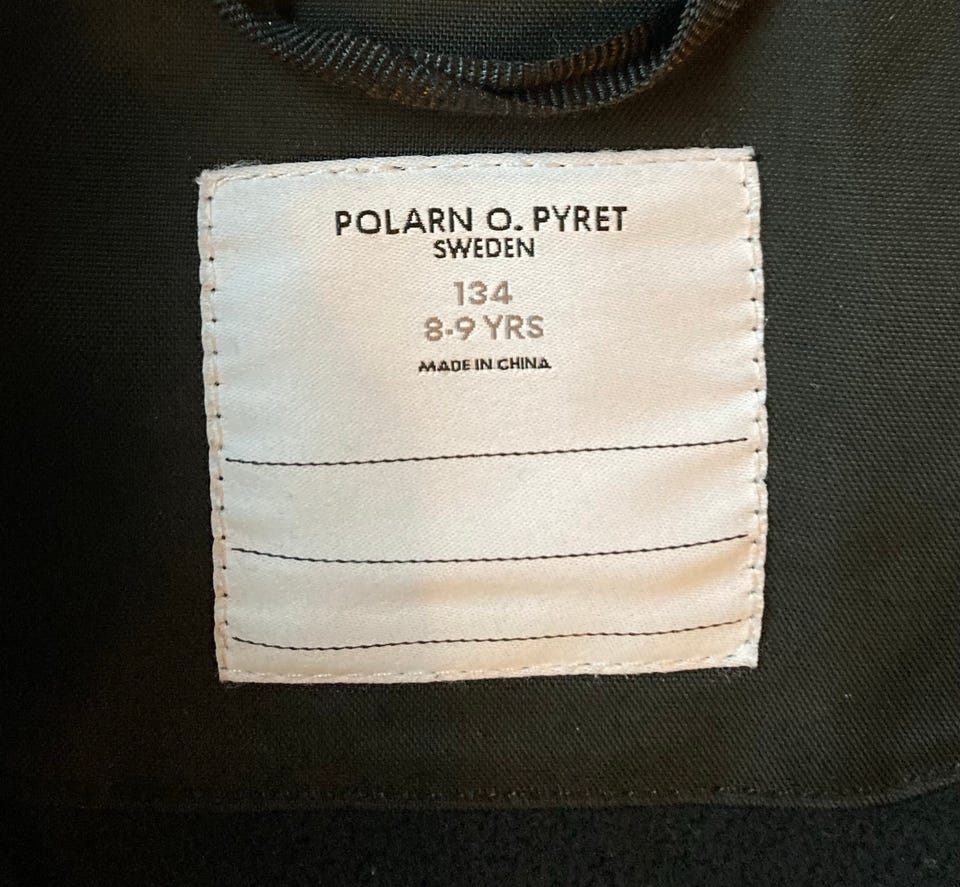 POLARN O. PYRET
SWEDEN
134
8-9 YRS
MADE IN CHINA